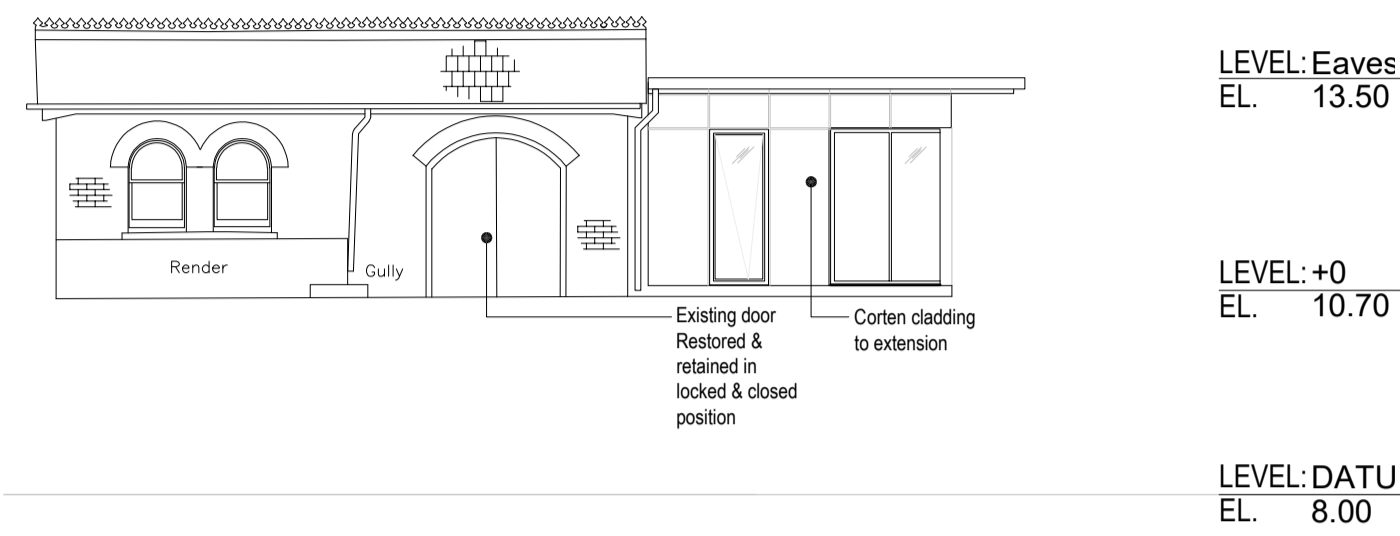 LEVEL: Eaves
EL. 13.50
Render
Gully
LEVEL: +0
EL. 10.70
Existing door
Restored &
retained in
locked & closed
position
Corten cladding
to extension
LEVEL: DATU
EL. 8.00